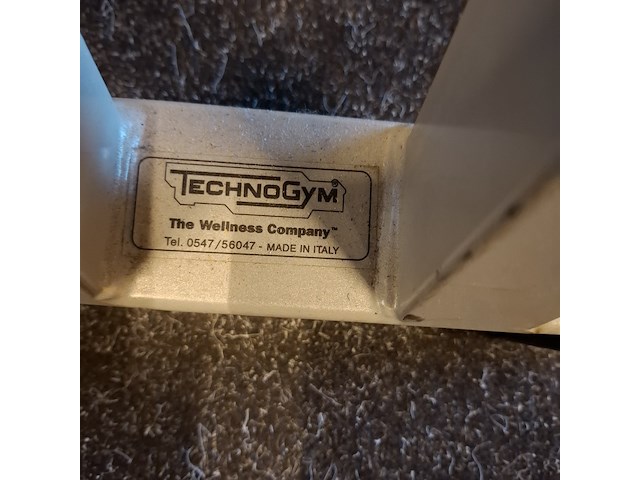 TECHNOGYM®
The Wellness Company™
Tel. 0547/56047 - MADE IN ITALY